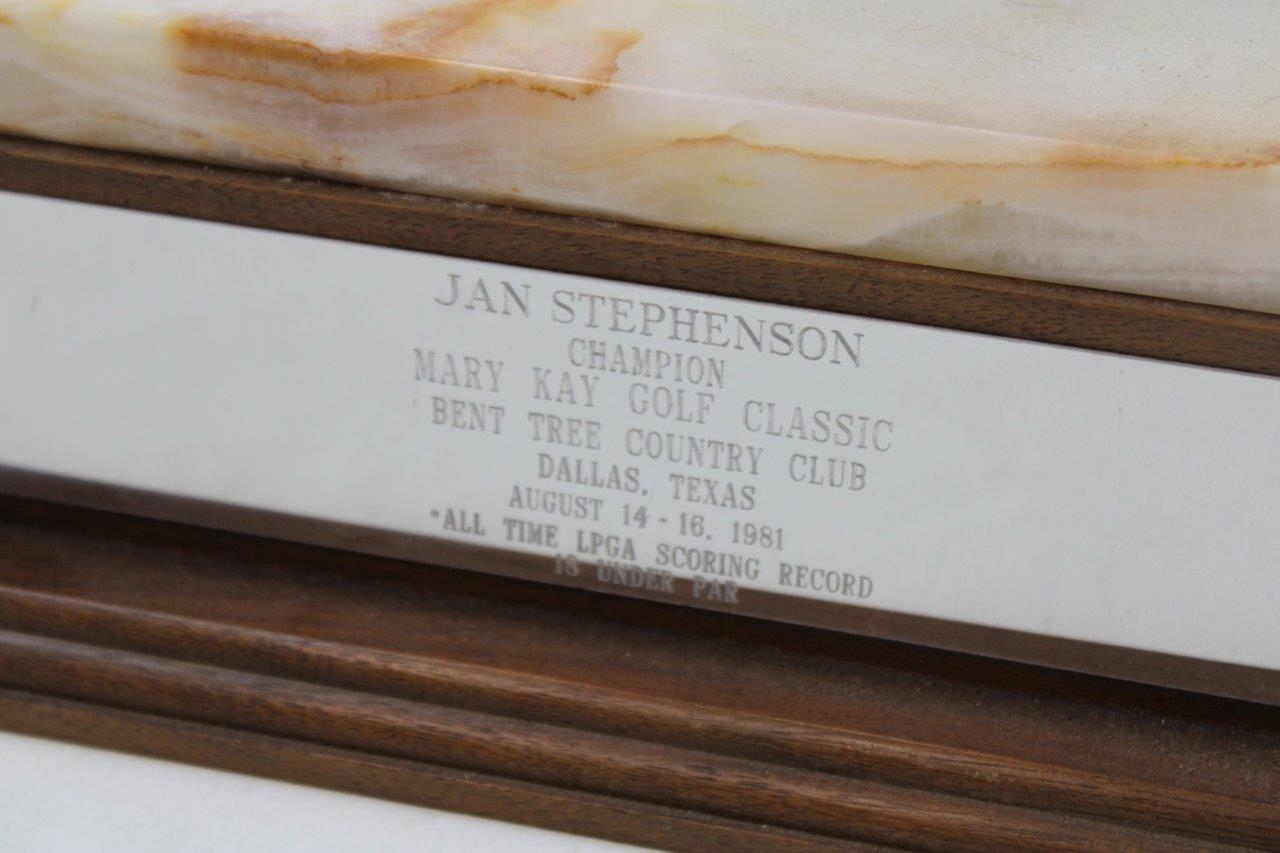 JAN STEPHENSON
CHAMPION
MARY KAY GOLF CLASSIC
BENT TREE COUNTRY CLUB
DALLAS, TEXAS
AUGUST 14 - 16, 1981
*ALL TIME LPGA SCORING RECORD
18 UNDER PAR